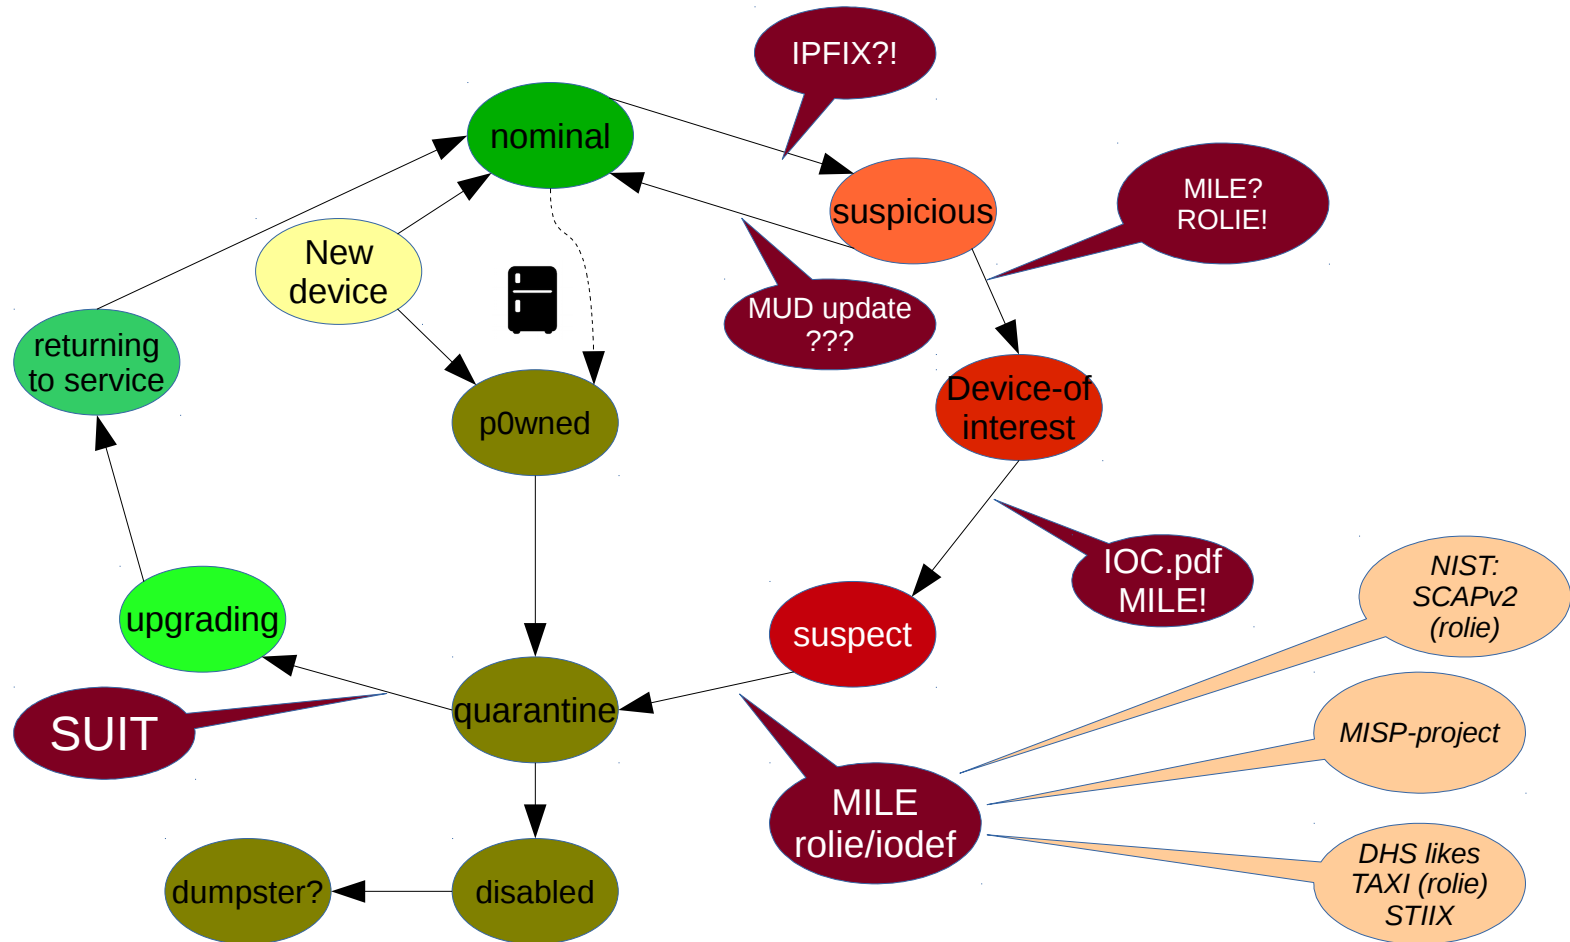 IPFIX?!
nominal
suspicious
MILE?
ROLIE!
New
device
MUD update
???
returning
to service
Device-of
interest
p0wned
IOC.pdf
MILE!
NIST:
SCAPv2
(rolie)
upgrading
suspect
SUIT
quarantine
MISP-project
MILE
rolie/iodef
dumpster?
disabled
DHS likes
TAXI (rolie)
STIIX